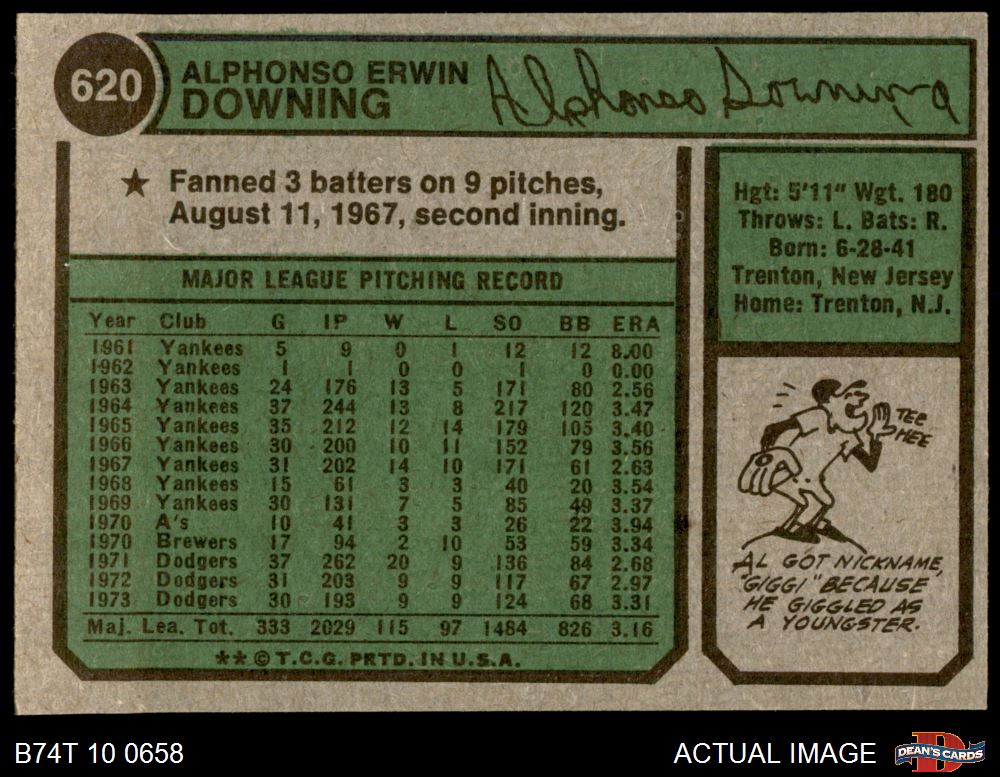 620
ALPHONSO ERWIN
DOWNING
Alphonso Downing
★ Fanned 3 batters on 9 pitches,
August 11, 1967, second inning.
MAJOR LEAGUE PITCHING RECORD
Year Club G IP W L SO BB ERA
1961 Yankees 5 9 0 1 12 12 8.00
1962 Yankees 1 1 0 0 1 0 0.00
1963 Yankees 24 176 13 5 171 80 2.56
1964 Yankees 37 244 13 8 217 120 3.47
1965 Yankees 35 212 12 14 179 105 3.40
1966 Yankees 30 200 10 11 152 79 3.56
1967 Yankees 31 202 14 10 171 61 2.63
1968 Yankees 15 61 3 3 40 20 3.54
1969 Yankees 30 131 7 5 85 49 3.37
1970 A's 10 41 3 3 26 22 3.94
1970 Brewers 17 94 2 10 53 59 3.34
1971 Dodgers 37 262 20 9 136 84 2.68
1972 Dodgers 31 203 9 9 117 67 2.97
1973 Dodgers 30 193 9 9 124 68 3.31
Maj. Lea. Tot. 333 2029 115 97 1484 826 3.16
** © T.C.G. PRTD. IN U.S.A.
Hgt: 5'11" Wgt. 180
Throws: L. Bats: R.
Born: 6-28-41
Trenton, New Jersey
Home: Trenton, N.J.
TEE
HEE
AL GOT NICKNAME,
"GIGGI" BECAUSE
HE GIGGLED AS
A YOUNGSTER.
B74T 10 0658
ACTUAL IMAGE
D
DEAN'S CARDS